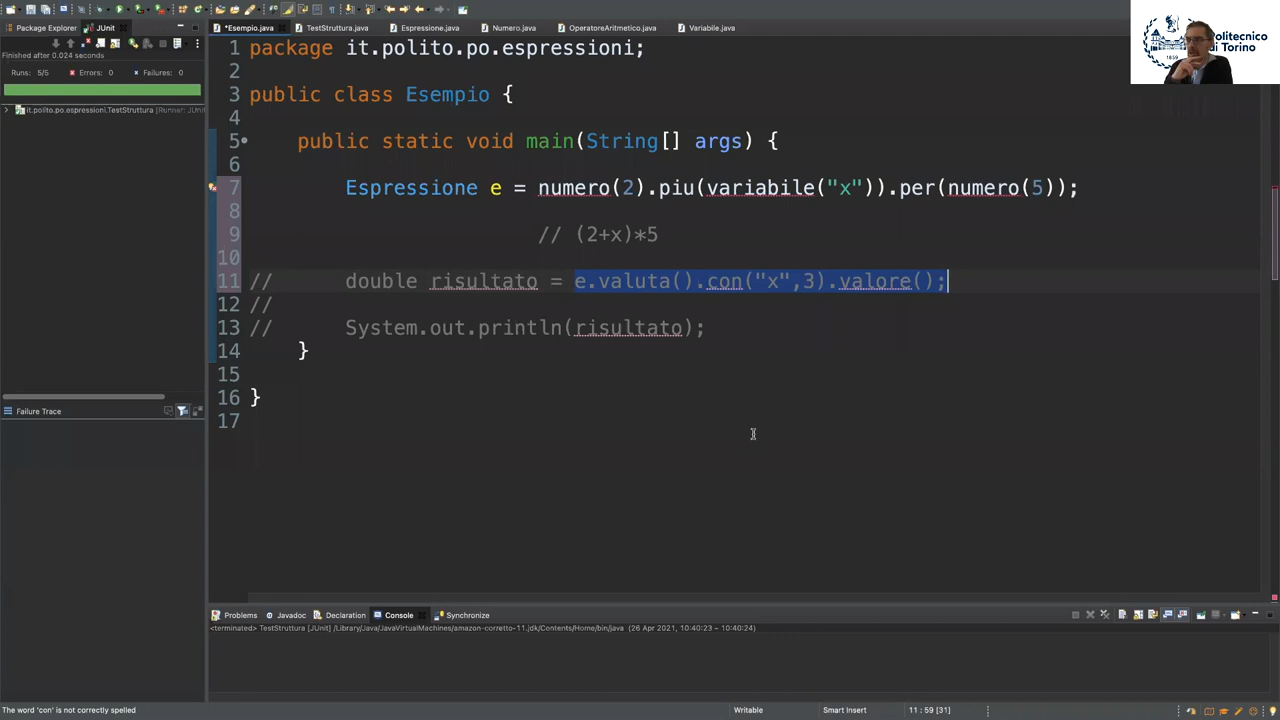 *Esempio.java
TestStruttura.java
Espressione.java
Numero.java
OperatoreAritmetico.java
Variabile.java
Package Explorer
JUnit
Finished after 0.024 seconds
Runs: 5/5
Errors: 0
Failures: 0
it.polito.po.espressioni.TestStruttura [Runner: JUnit
Failure Trace
1 package it.polito.po.espressioni;
2
3 public class Esempio {
4
5 public static void main(String[] args) {
6
7 Espressione e = numero(2).piu(variabile("x")).per(numero(5));
8
9 // (2+x)*5
10
11 // double risultato = e.valuta().con("x",3).valore();
12 //
13 // System.out.println(risultato);
14 }
15
16 }
17
Politecnico
di Torino
1859
Problems
Javadoc
Declaration
Console
Synchronize
<terminated> TestStruttura [JUnit] /Library/Java/JavaVirtualMachines/amazon-corretto-11.jdk/Contents/Home/bin/java (26 Apr 2021, 10:40:23 – 10:40:24)
The word 'con' is not correctly spelled
Writable
Smart Insert
11 : 59 [31]